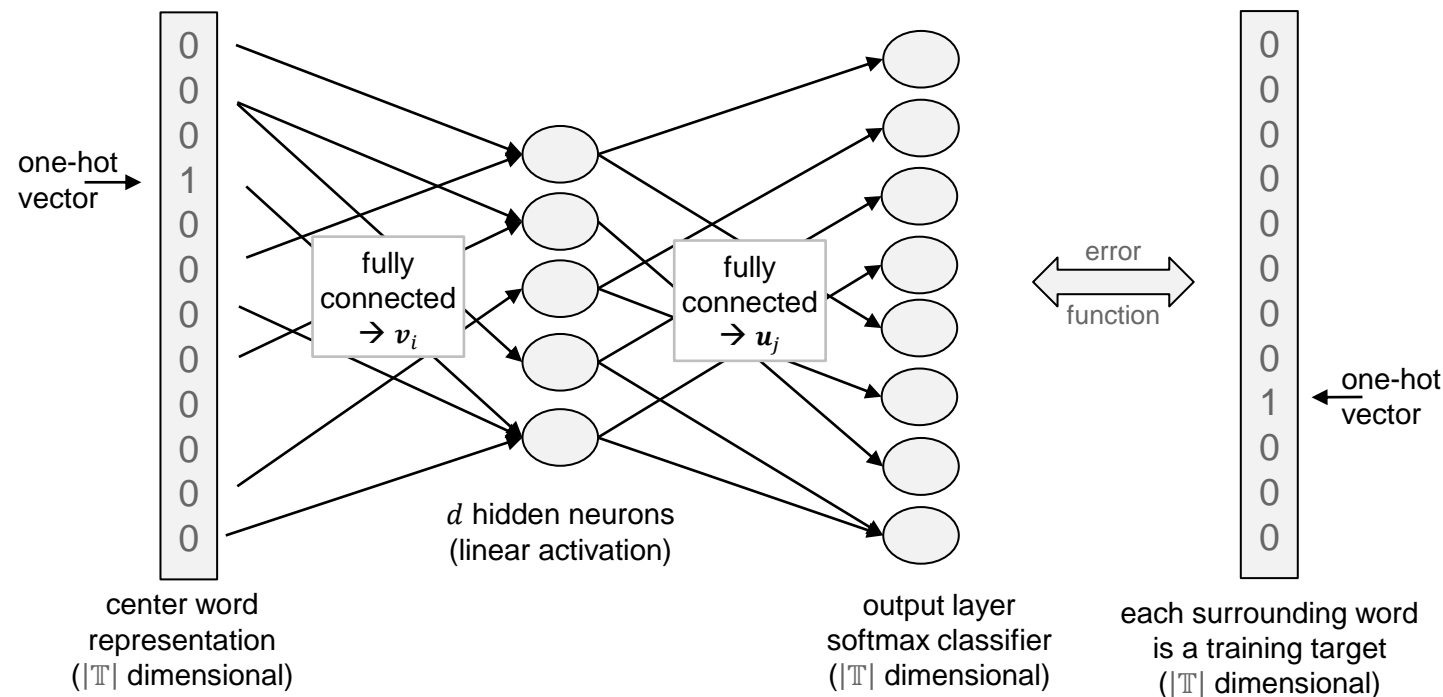 one-hot
vector
0
0
0
1
0
0
0
0
0
0
0
0
center word
representation
(|𝕋| dimensional)
fully
connected
→ 𝒗ᵢ
d hidden neurons
(linear activation)
fully
connected
→ 𝒖ⱼ
output layer
softmax classifier
(|𝕋| dimensional)
error
function
0
0
0
0
0
0
0
0
1
0
0
0
one-hot
vector
each surrounding word
is a training target
(|𝕋| dimensional)